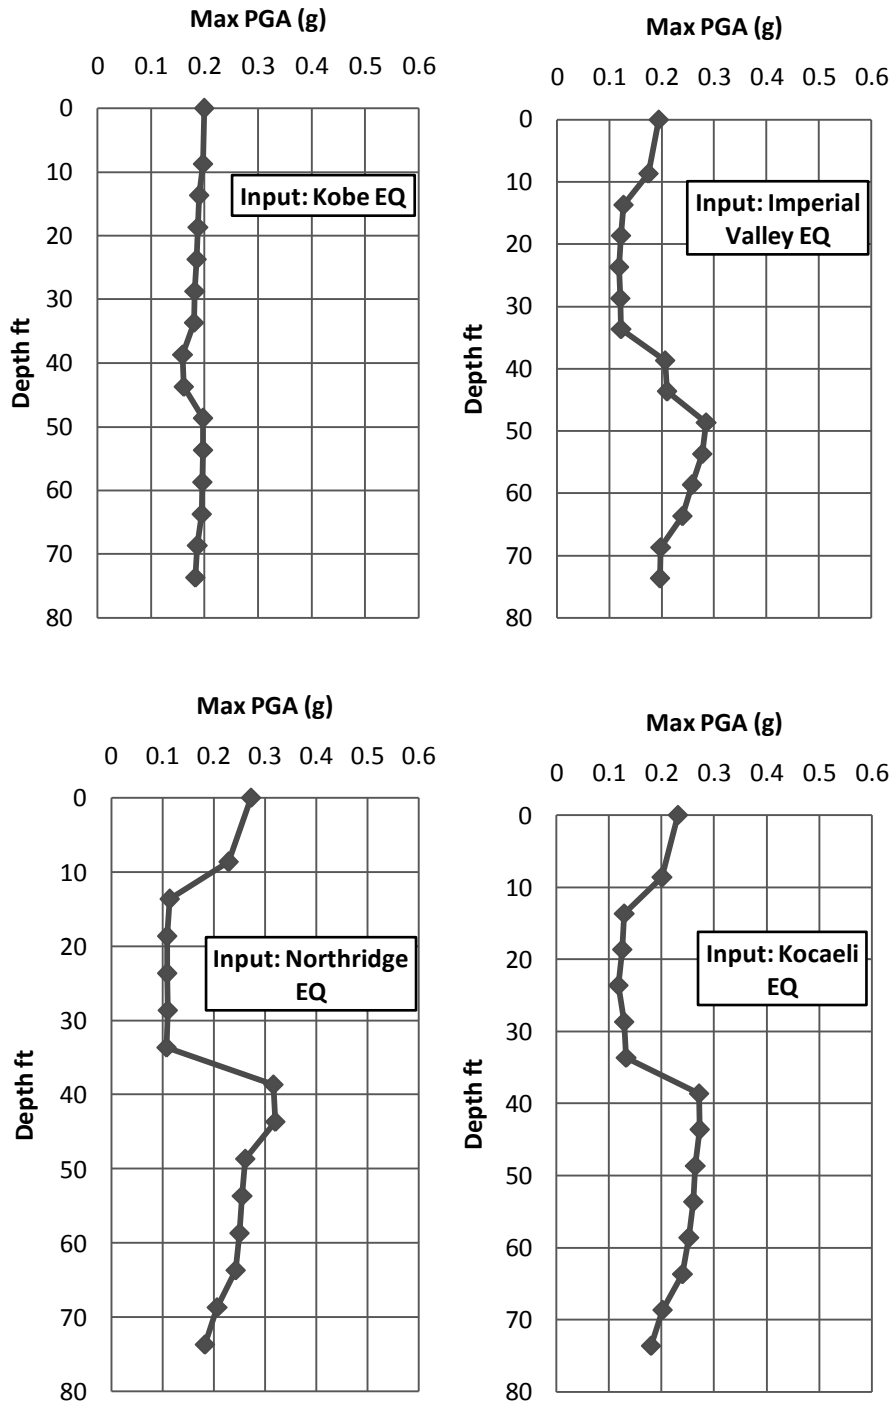 Max PGA (g)
0 0.1 0.2 0.3 0.4 0.5 0.6
0
10
20
30
40
50
60
70
80
Depth ft
Input: Kobe EQ
Max PGA (g)
0 0.1 0.2 0.3 0.4 0.5 0.6
0
10
20
30
40
50
60
70
80
Depth ft
Input: Imperial
Valley EQ
Max PGA (g)
0 0.1 0.2 0.3 0.4 0.5 0.6
0
10
20
30
40
50
60
70
80
Depth ft
Input: Northridge
EQ
Max PGA (g)
0 0.1 0.2 0.3 0.4 0.5 0.6
0
10
20
30
40
50
60
70
80
Depth ft
Input: Kocaeli
EQ